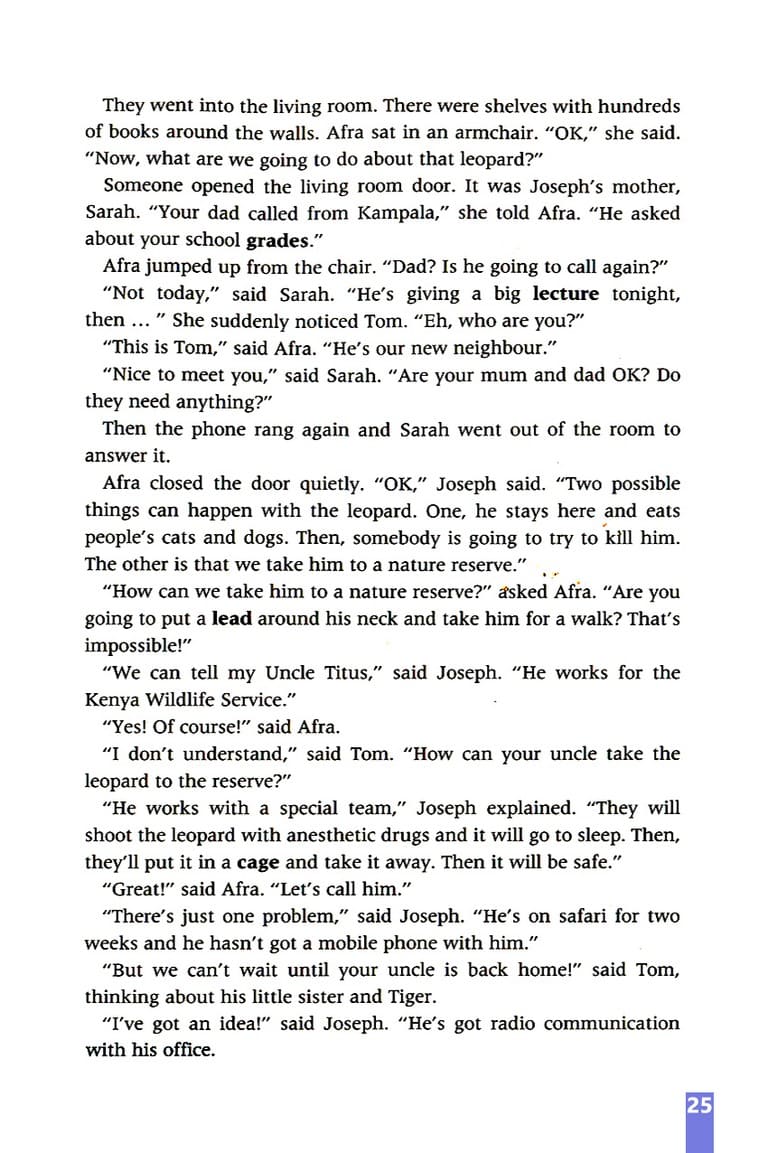 They went into the living room. There were shelves with hundreds
of books around the walls. Afra sat in an armchair. “OK,” she said.
“Now, what are we going to do about that leopard?”
Someone opened the living room door. It was Joseph’s mother,
Sarah. “Your dad called from Kampala,” she told Afra. “He asked
about your school grades.”
Afra jumped up from the chair. “Dad? Is he going to call again?”
“Not today,” said Sarah. “He’s giving a big lecture tonight,
then ... ” She suddenly noticed Tom. “Eh, who are you?”
“This is Tom,” said Afra. “He’s our new neighbour.”
“Nice to meet you,” said Sarah. “Are your mum and dad OK? Do
they need anything?”
Then the phone rang again and Sarah went out of the room to
answer it.
Afra closed the door quietly. “OK,” Joseph said. “Two possible
things can happen with the leopard. One, he stays here and eats
people’s cats and dogs. Then, somebody is going to try to kill him.
The other is that we take him to a nature reserve.”
“How can we take him to a nature reserve?” asked Afra. “Are you
going to put a lead around his neck and take him for a walk? That’s
impossible!”
“We can tell my Uncle Titus,” said Joseph. “He works for the
Kenya Wildlife Service.”
“Yes! Of course!” said Afra.
“I don’t understand,” said Tom. “How can your uncle take the
leopard to the reserve?”
“He works with a special team,” Joseph explained. “They will
shoot the leopard with anesthetic drugs and it will go to sleep. Then,
they’ll put it in a cage and take it away. Then it will be safe.”
“Great!” said Afra. “Let’s call him.”
“There’s just one problem,” said Joseph. “He’s on safari for two
weeks and he hasn’t got a mobile phone with him.”
“But we can’t wait until your uncle is back home!” said Tom,
thinking about his little sister and Tiger.
“I’ve got an idea!” said Joseph. “He’s got radio communication
with his office.
25